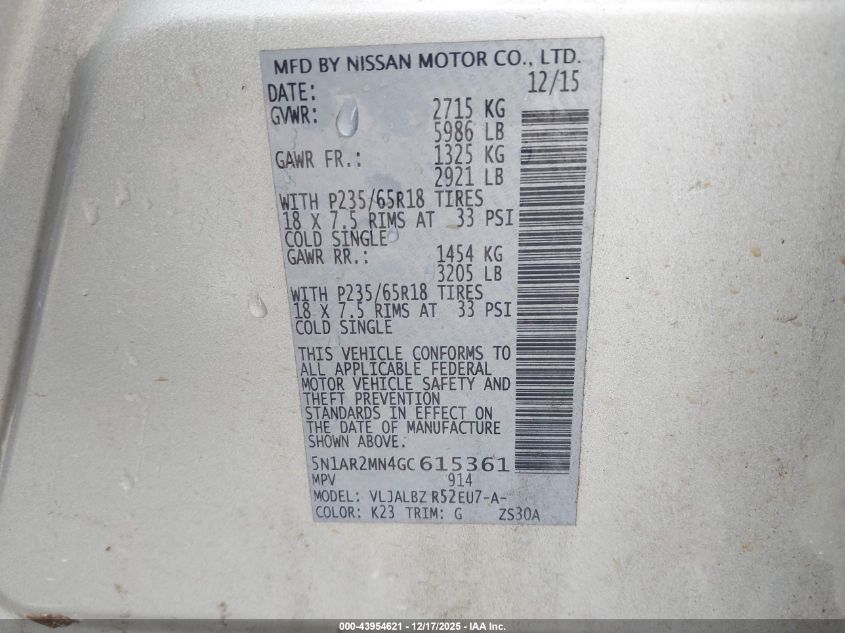 MFD BY NISSAN MOTOR CO., LTD.
DATE: 12/15
GVWR: 2715 KG
5986 LB
GAWR FR.: 1325 KG
2921 LB
WITH P235/65R18 TIRES
18 X 7.5 RIMS AT 33 PSI
COLD SINGLE
GAWR RR.: 1454 KG
3205 LB
WITH P235/65R18 TIRES
18 X 7.5 RIMS AT 33 PSI
COLD SINGLE
THIS VEHICLE CONFORMS TO
ALL APPLICABLE FEDERAL
MOTOR VEHICLE SAFETY AND
THEFT PREVENTION
STANDARDS IN EFFECT ON
THE DATE OF MANUFACTURE
SHOWN ABOVE.
5N1AR2MN4GC615361
MPV 914
MODEL: VLJALBZ R52EU7-A-
COLOR: K23 TRIM: G ZS30A
000-43954621 - 12/17/2025 - IAA Inc.